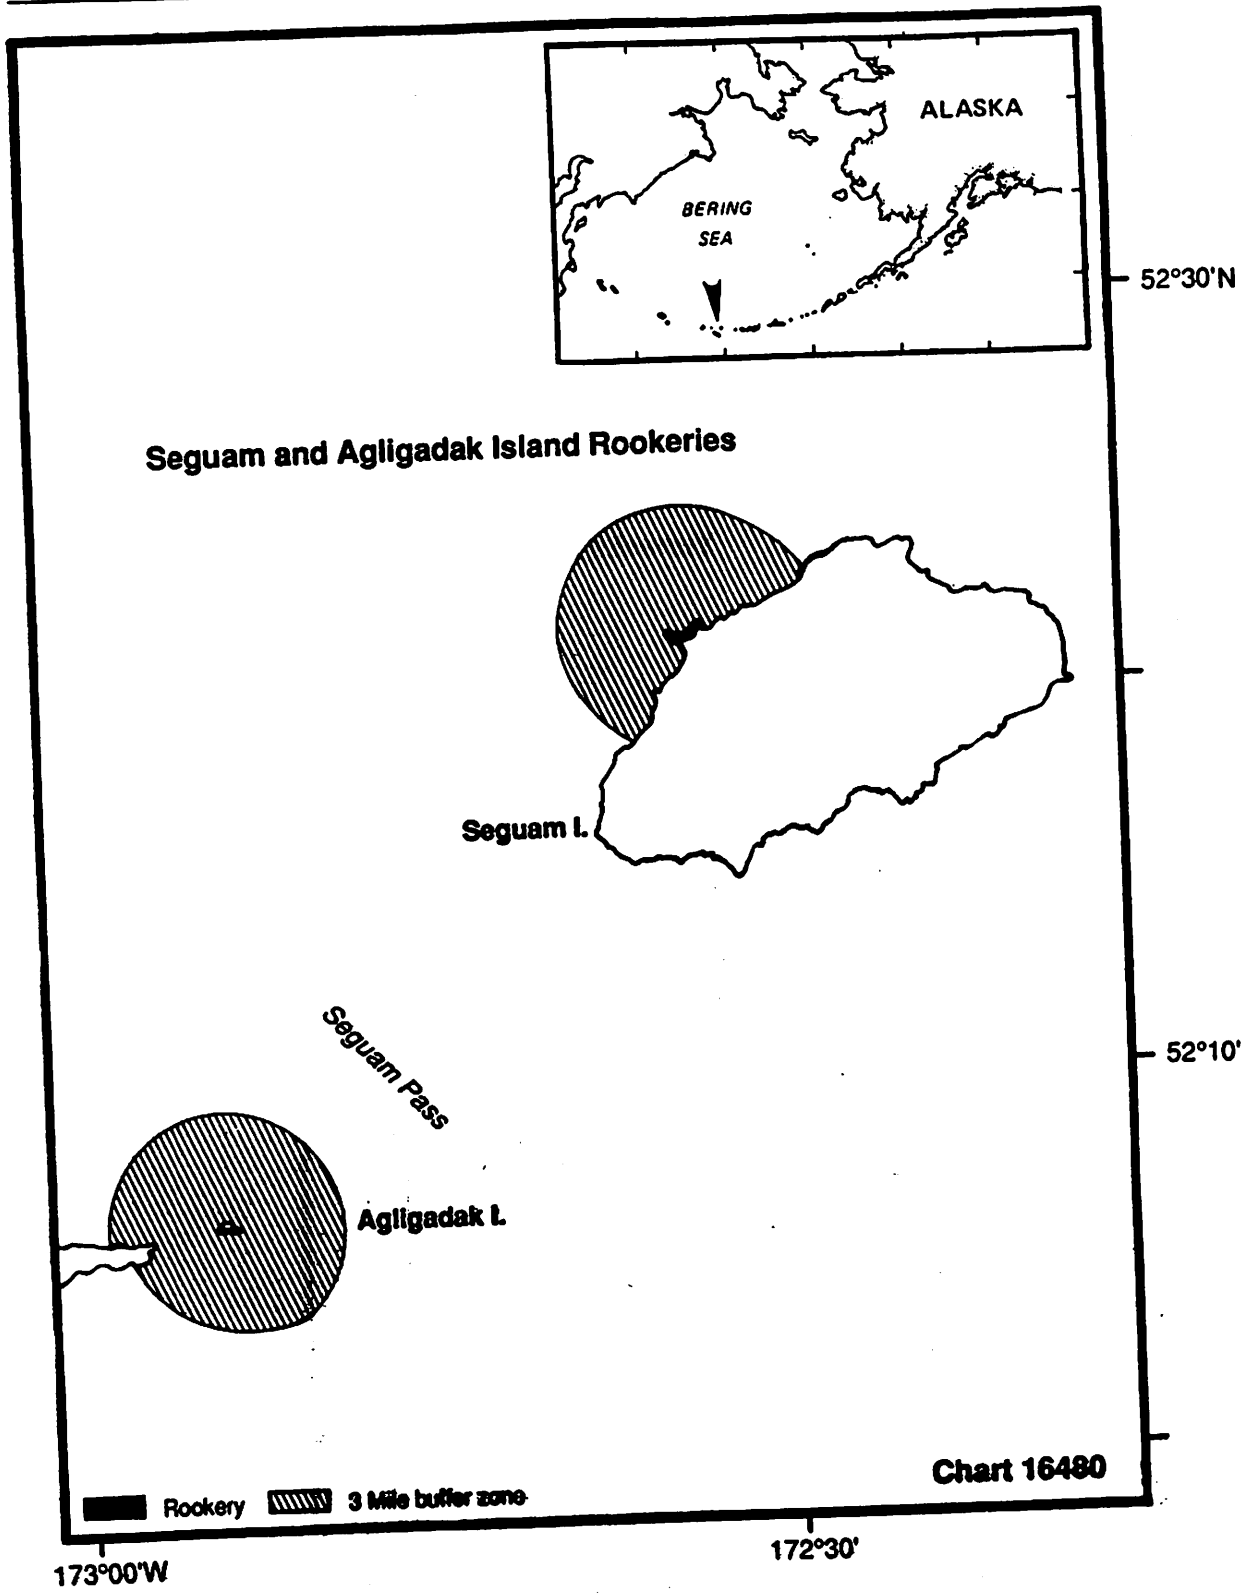 ALASKA
BERING
SEA
52°30'N
Seguam and Agligadak Island Rookeries
Seguam I.
52°10'
Seguam Pass
Agligadak I.
Chart 16480
Rookery
3 Mile buffer zone
173°00'W
172°30'